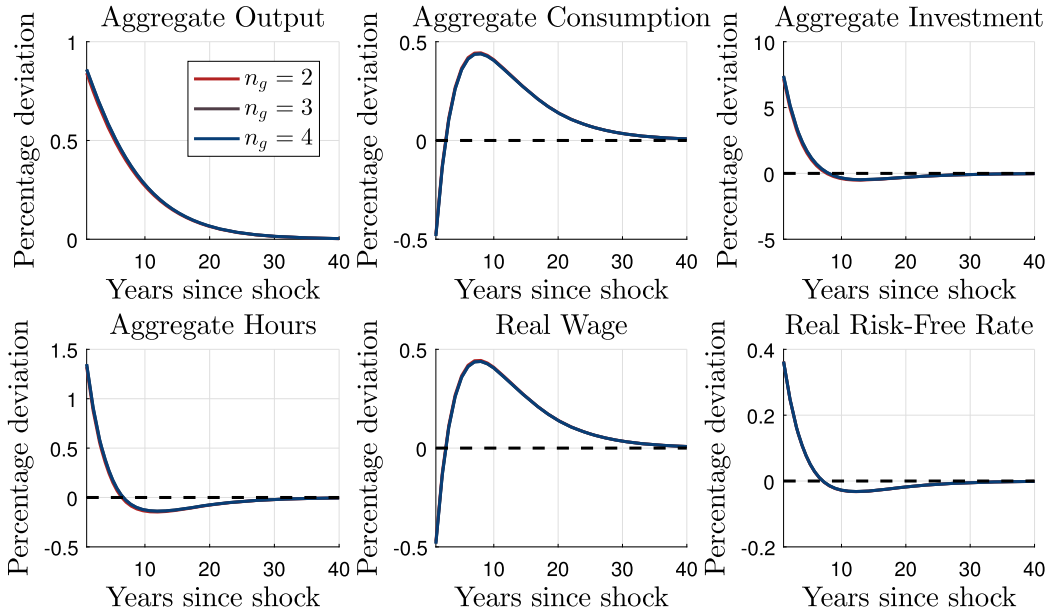 Aggregate Output
Percentage deviation
1
0.5
0
10 20 30 40
Years since shock
n_g = 2
n_g = 3
n_g = 4
Aggregate Consumption
Percentage deviation
0.5
0
-0.5
10 20 30 40
Years since shock
Aggregate Investment
Percentage deviation
10
5
0
-5
10 20 30 40
Years since shock
Aggregate Hours
Percentage deviation
1.5
1
0.5
0
-0.5
10 20 30 40
Years since shock
Real Wage
Percentage deviation
0.5
0
-0.5
10 20 30 40
Years since shock
Real Risk-Free Rate
Percentage deviation
0.4
0.2
0
-0.2
10 20 30 40
Years since shock